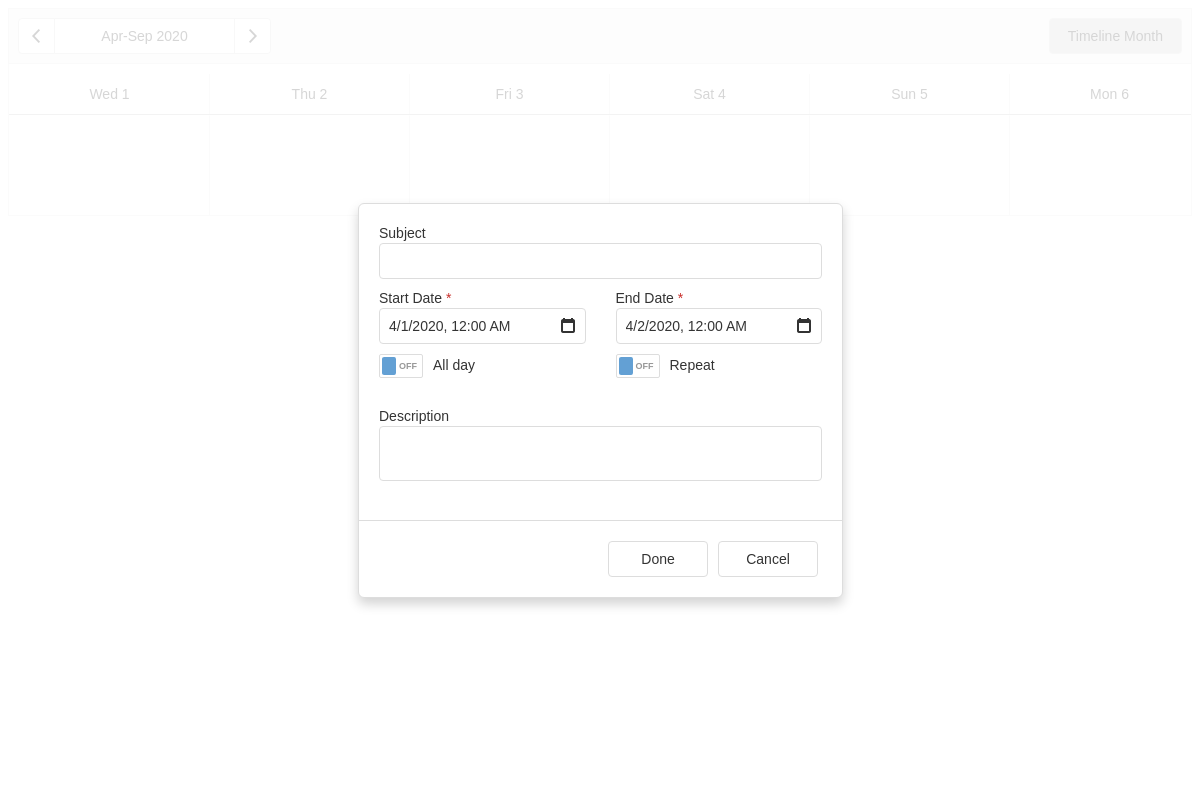 Apr-Sep 2020
Timeline Month
Wed 1 Thu 2 Fri 3 Sat 4 Sun 5 Mon 6
Subject
Start Date * End Date *
4/1/2020, 12:00 AM 4/2/2020, 12:00 AM
OFF All day OFF Repeat
Description
Done Cancel